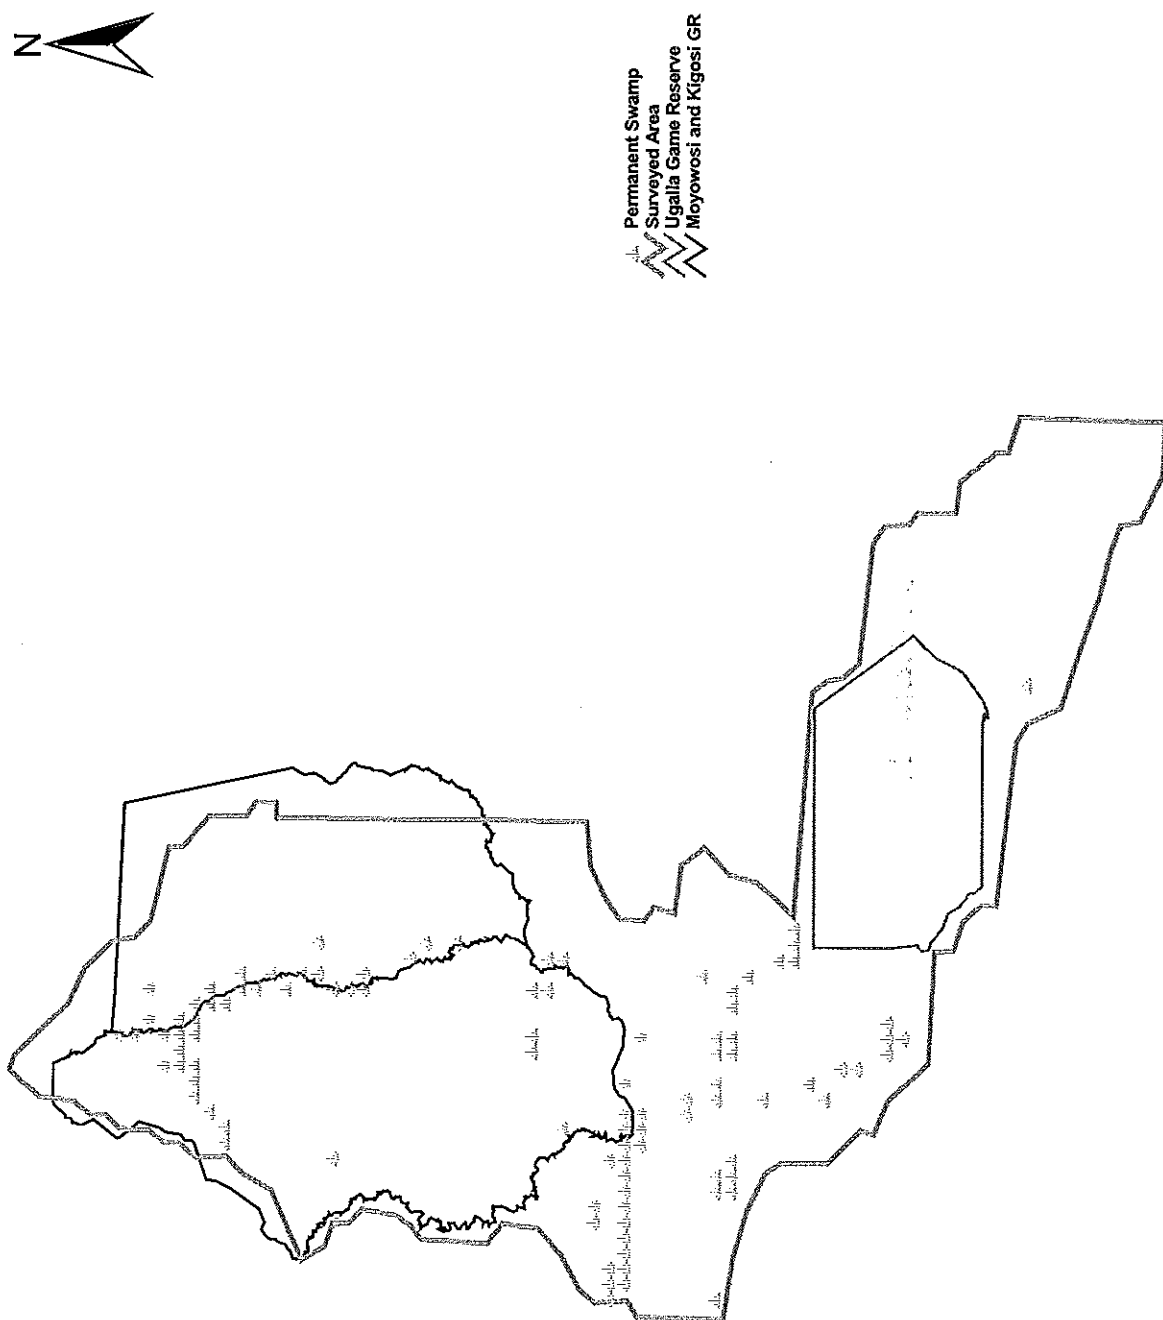 N
Permanent Swamp
Surveyed Area
Ugalla Game Reserve
Moyowosi and Kigosi GR